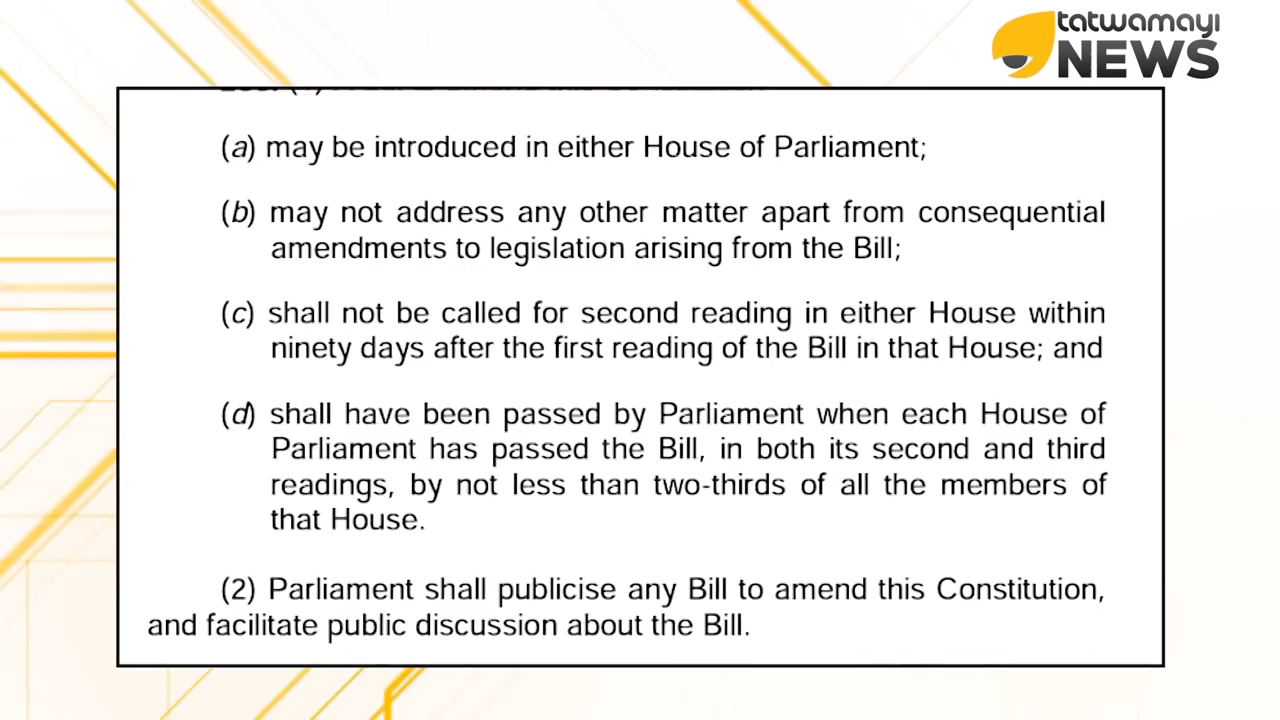 tatwamayi
NEWS
(a) may be introduced in either House of Parliament;
(b) may not address any other matter apart from consequential
amendments to legislation arising from the Bill;
(c) shall not be called for second reading in either House within
ninety days after the first reading of the Bill in that House; and
(d) shall have been passed by Parliament when each House of
Parliament has passed the Bill, in both its second and third
readings, by not less than two-thirds of all the members of
that House.
(2) Parliament shall publicise any Bill to amend this Constitution,
and facilitate public discussion about the Bill.